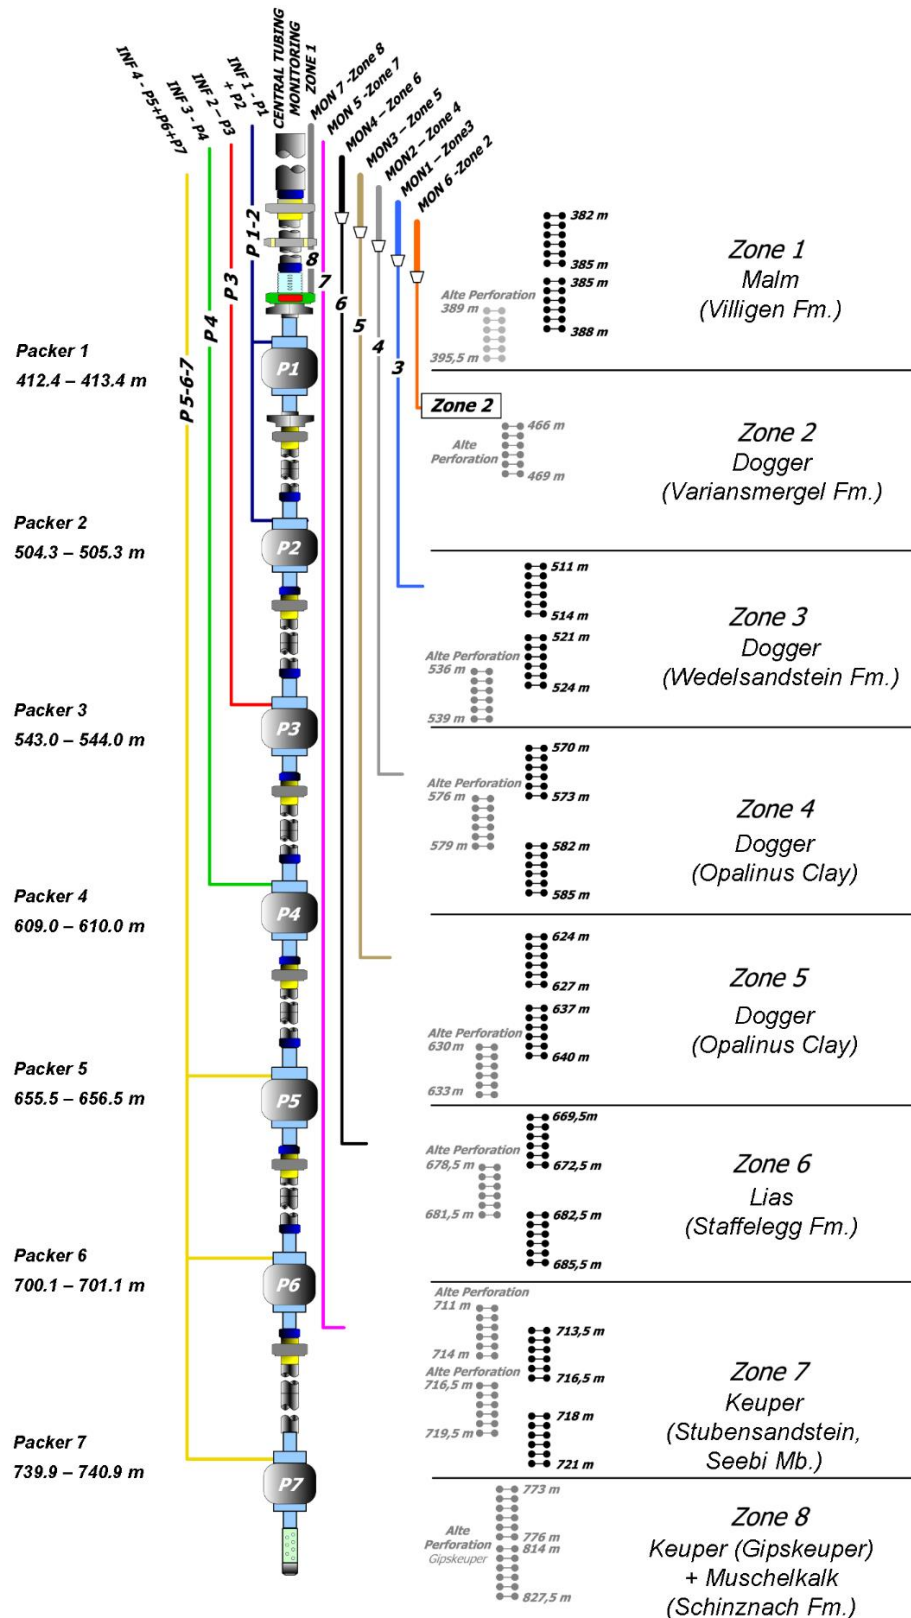 INF 4 - P5+P6+P7
INF 3 - P4
INF 2 – P3
INF 1 - P1
+ P2
CENTRAL TUBING
MONITORING
ZONE 1
MON 7 -Zone 8
MON 5 -Zone 7
MON4 – Zone 6
MON3 – Zone 5
MON2 – Zone 4
MON1 – Zone3
MON 6 -Zone 2
P 5-6-7
P 4
P 3
P 1-2
8
7
6
5
4
3
382 m
385 m
385 m
388 m
Alte Perforation
389 m
395,5 m
Zone 1
Malm
(Villigen Fm.)
Packer 1
412.4 – 413.4 m
P1
Zone 2
Alte
Perforation
466 m
469 m
Zone 2
Dogger
(Variansmergel Fm.)
Packer 2
504.3 – 505.3 m
P2
511 m
514 m
521 m
524 m
Alte Perforation
536 m
539 m
Zone 3
Dogger
(Wedelsandstein Fm.)
Packer 3
543.0 – 544.0 m
P3
570 m
573 m
Alte Perforation
576 m
579 m
582 m
585 m
Zone 4
Dogger
(Opalinus Clay)
Packer 4
609.0 – 610.0 m
P4
624 m
627 m
637 m
640 m
Alte Perforation
630 m
633 m
Zone 5
Dogger
(Opalinus Clay)
Packer 5
655.5 – 656.5 m
P5
669,5m
672,5 m
Alte Perforation
678,5 m
681,5 m
682,5 m
685,5 m
Zone 6
Lias
(Staffelegg Fm.)
Packer 6
700.1 – 701.1 m
P6
Alte Perforation
711 m
714 m
713,5 m
716,5 m
Alte Perforation
716,5 m
719,5 m
718 m
721 m
Zone 7
Keuper
(Stubensandstein,
Seebi Mb.)
Packer 7
739.9 – 740.9 m
P7
773 m
776 m
814 m
827,5 m
Alte
Perforation
Gipskeuper
Zone 8
Keuper (Gipskeuper)
+ Muschelkalk
(Schinznach Fm.)